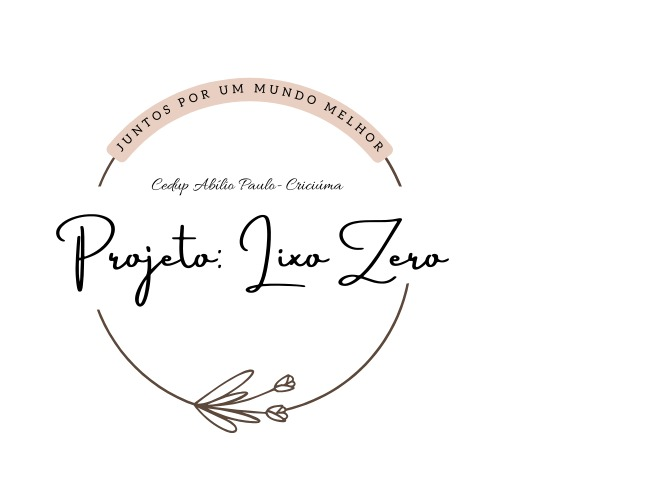 JUNTOS POR UM MUNDO MELHOR
Cedup Abílio Paulo- Criciúma
Projeto: Lixo Zero